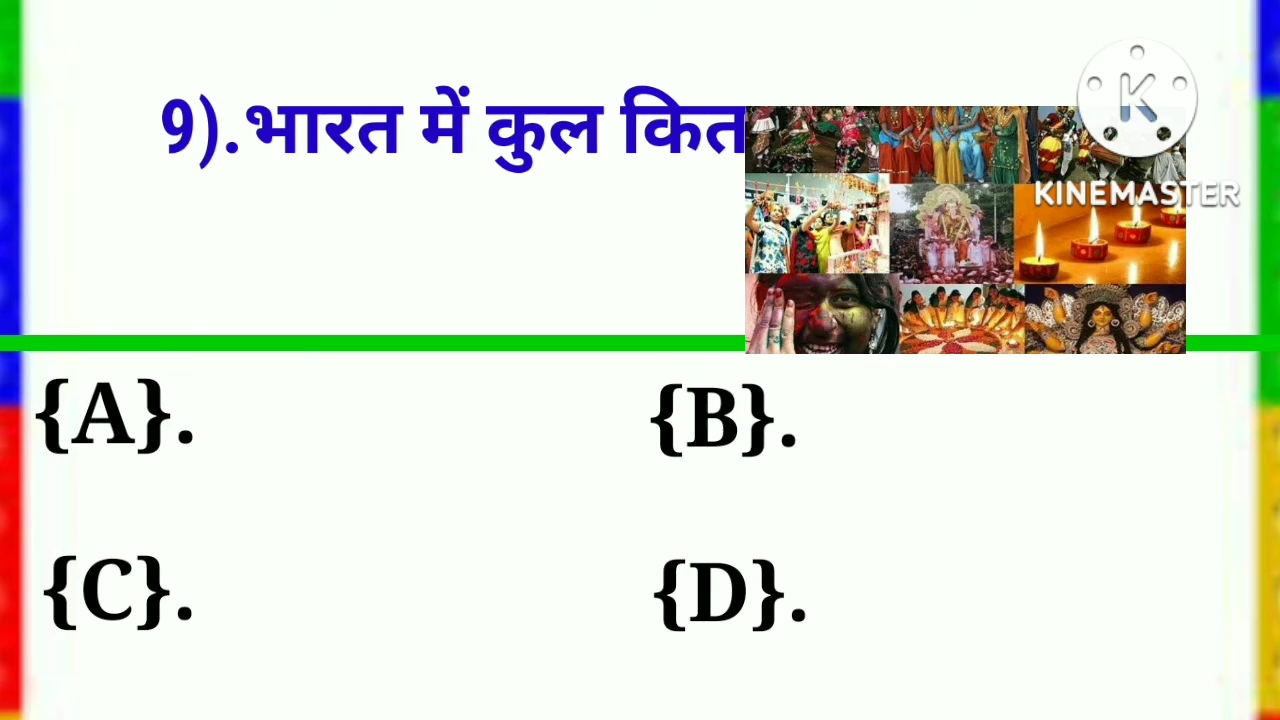 9).भारत में कुल कित
KINEMASTER
{A}.
{B}.
{C}.
{D}.